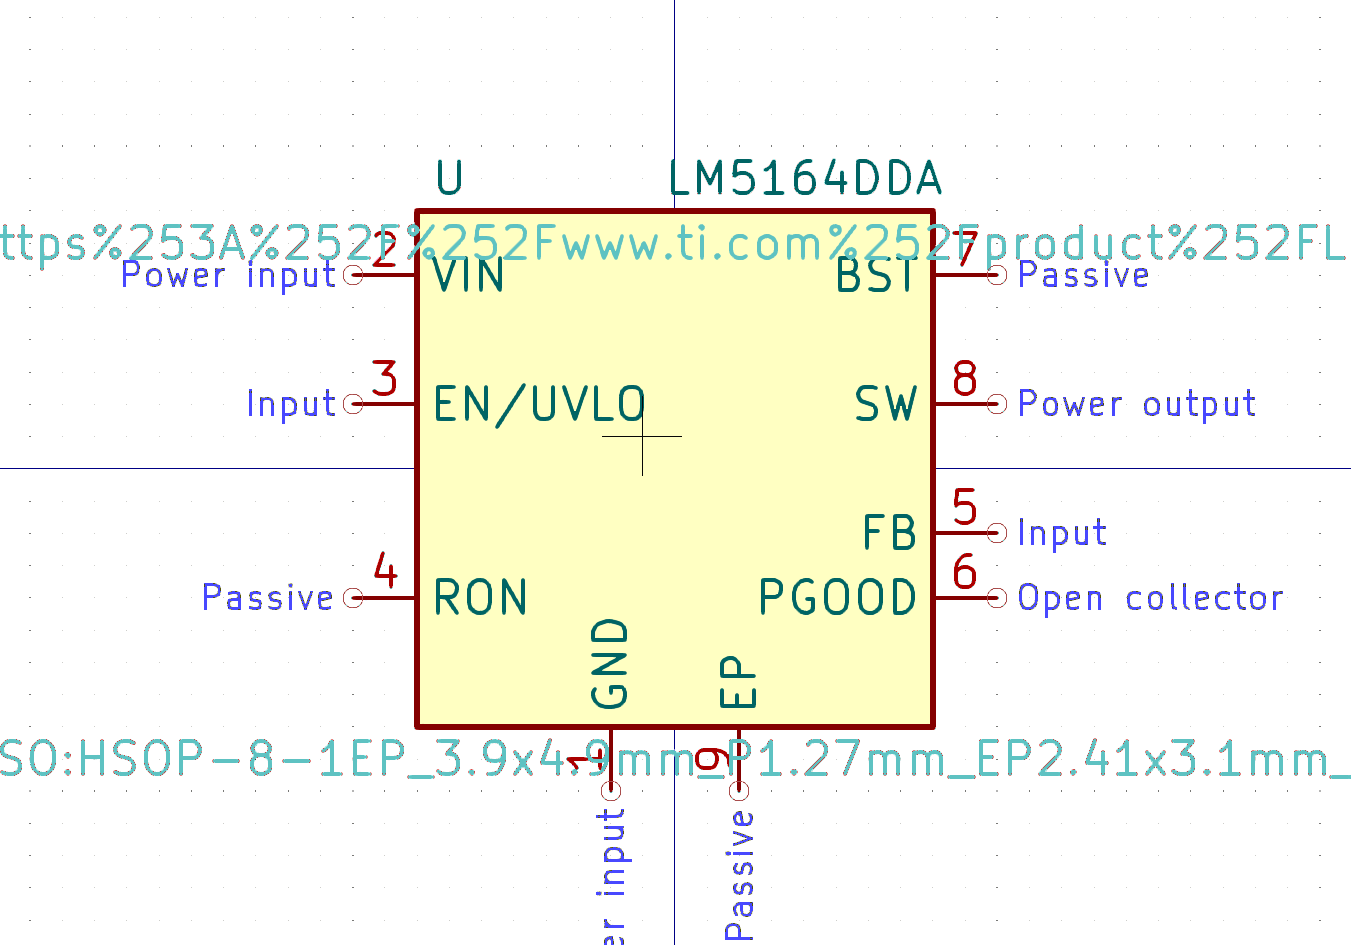 U LM5164DDA
ttps%253A%252F%252Fwww.ti.com%252Fproduct%252FL
2 7
Power input VIN BST Passive
3 8
Input EN/UVLO SW Power output
5
FB Input
4 6
Passive RON PGOOD Open collector
GND EP
SO:HSOP-8-1EP_3.9x4.9mm_P1.27mm_EP2.41x3.1mm_
1 9
er input Passive